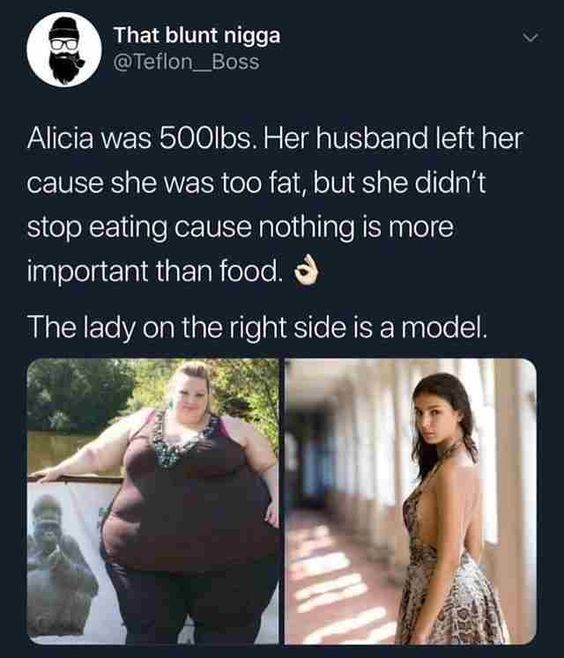 That blunt nigga
@Teflon__Boss
Alicia was 500lbs. Her husband left her
cause she was too fat, but she didn't
stop eating cause nothing is more
important than food. 👌🏻
The lady on the right side is a model.